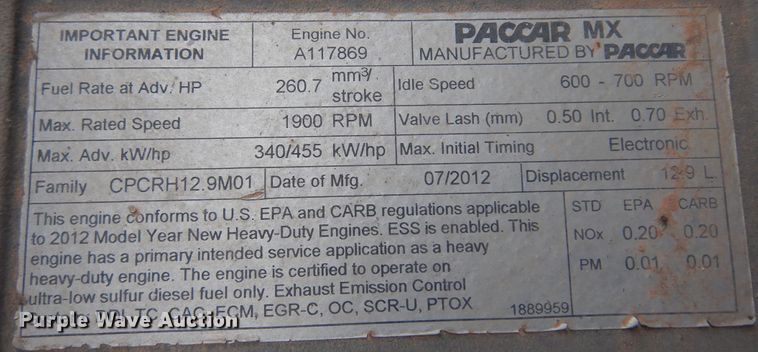 IMPORTANT ENGINE INFORMATION
Engine No. A117869
PACCAR MX
MANUFACTURED BY PACCAR
Fuel Rate at Adv. HP 260.7 mm³/stroke
Idle Speed 600 - 700 RPM
Max. Rated Speed 1900 RPM
Valve Lash (mm) 0.50 Int. 0.70 Exh.
Max. Adv. kW/hp 340/455 kW/hp
Max. Initial Timing Electronic
Family CPCRH12.9M01
Date of Mfg. 07/2012
Displacement 12.9 L.
This engine conforms to U.S. EPA and CARB regulations applicable
to 2012 Model Year New Heavy-Duty Engines. ESS is enabled. This
engine has a primary intended service application as a heavy
heavy-duty engine. The engine is certified to operate on
ultra-low sulfur diesel fuel only. Exhaust Emission Control
TC, CAC, ECM, EGR-C, OC, SCR-U, PTOX
STD EPA CARB
NOx 0.20 0.20
PM 0.01 0.01
1889959
Purple Wave Auction